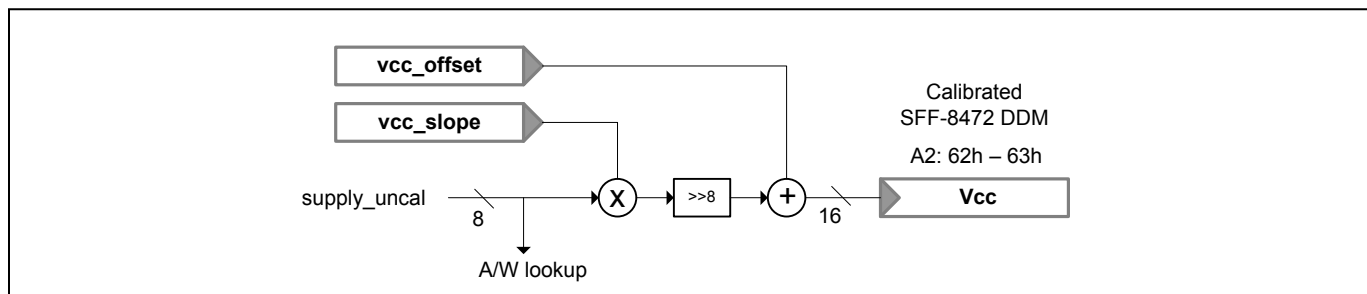 vcc_offset
vcc_slope
Calibrated
SFF-8472 DDM
A2: 62h – 63h
supply_uncal
8
X
>>8
+
16
Vcc
A/W lookup